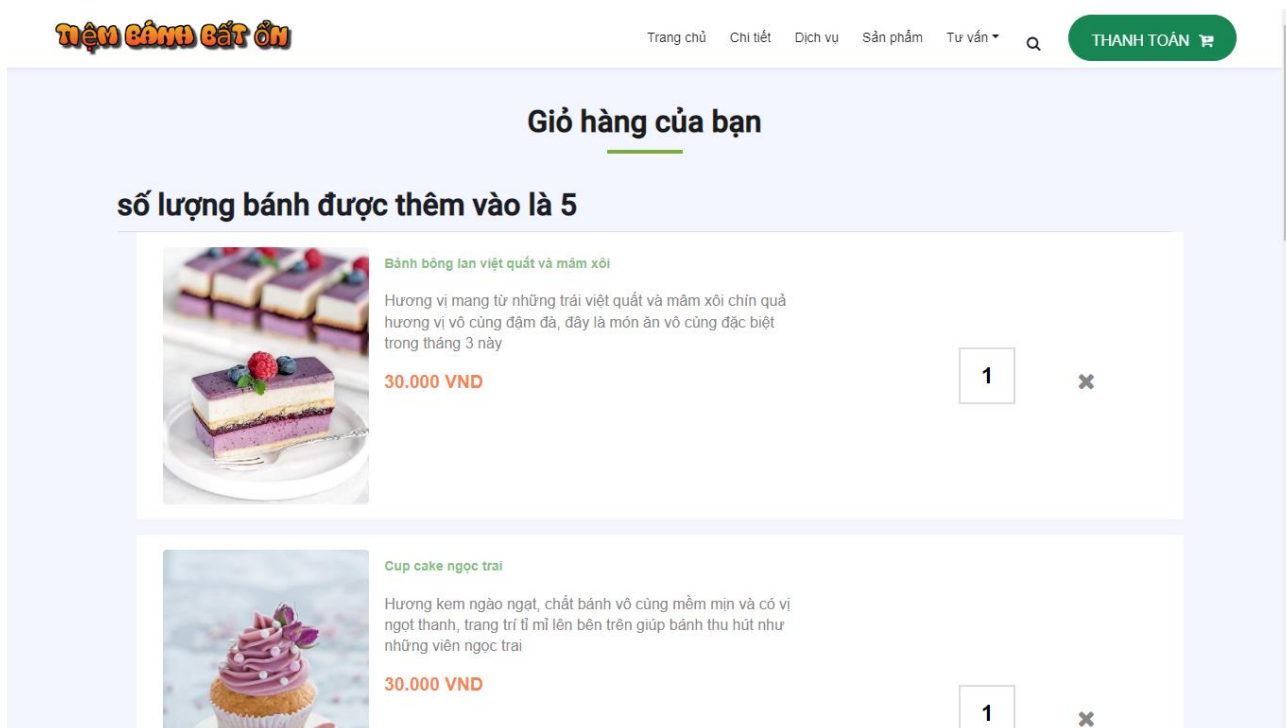 TIỆM BÁNH BẤT ỔN
Trang chủ Chi tiết Dịch vụ Sản phẩm Tư vấn THANH TOÁN
Giỏ hàng của bạn
số lượng bánh được thêm vào là 5
Bánh bông lan việt quất và mâm xôi
Hương vị mang từ những trái việt quất và mâm xôi chín quả
hương vị vô cùng đậm đà, đây là món ăn vô cùng đặc biệt
trong tháng 3 này
30.000 VND
1
Cup cake ngọc trai
Hương kem ngào ngạt, chất bánh vô cùng mềm mịn và có vị
ngọt thanh, trang trí tỉ mỉ lên bên trên giúp bánh thu hút như
những viên ngọc trai
30.000 VND
1